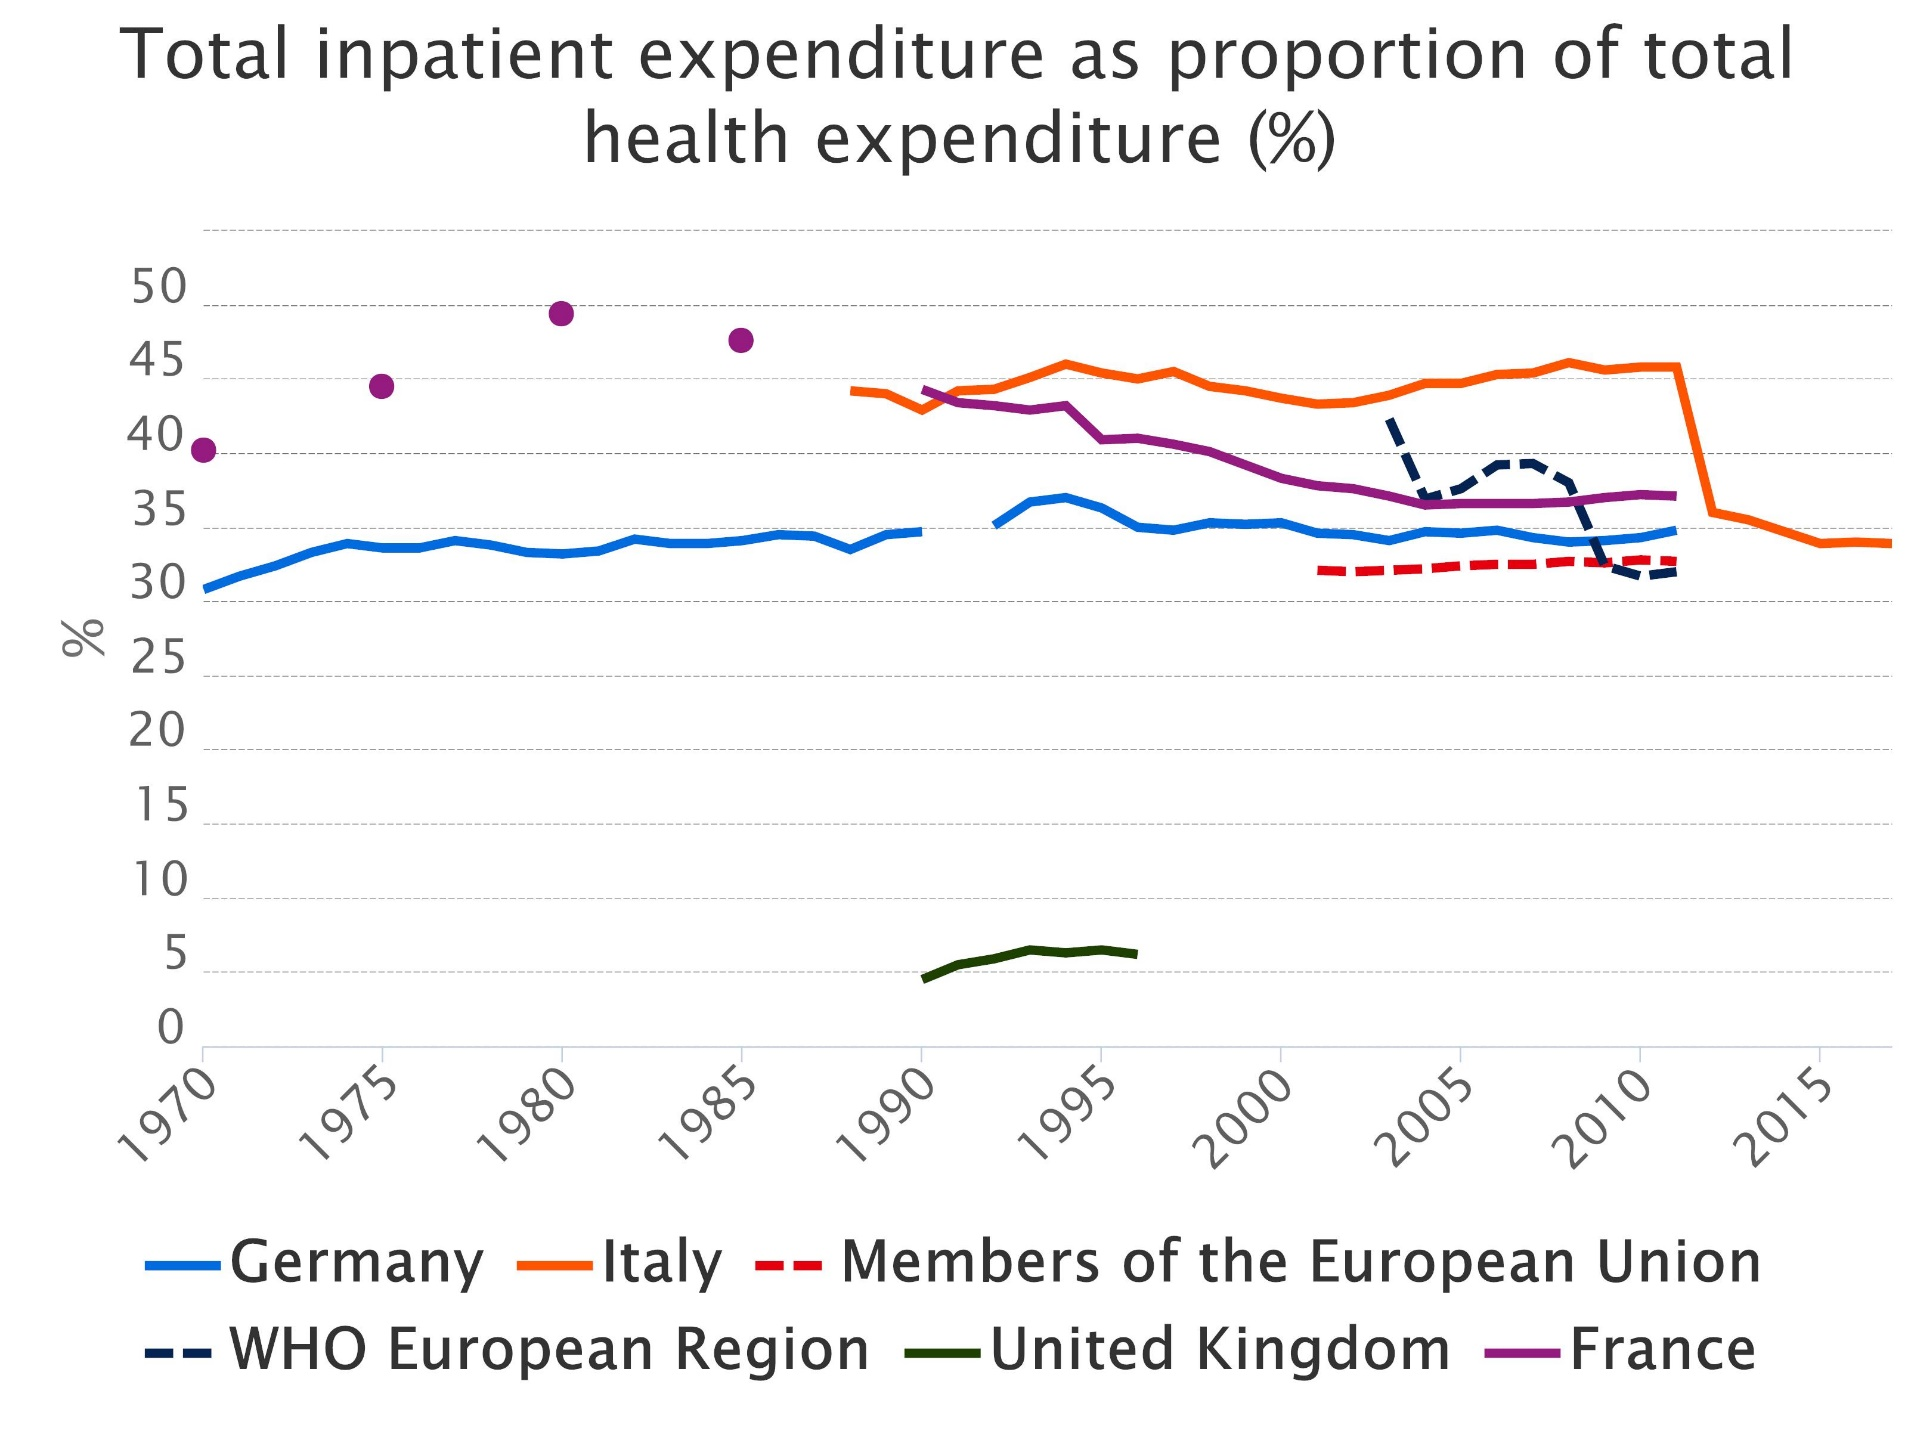 Total inpatient expenditure as proportion of total
health expenditure (%)
50
45
40
35
30
25
20
15
10
5
0
%
1970 1975 1980 1985 1990 1995 2000 2005 2010 2015
Germany Italy Members of the European Union
WHO European Region United Kingdom France